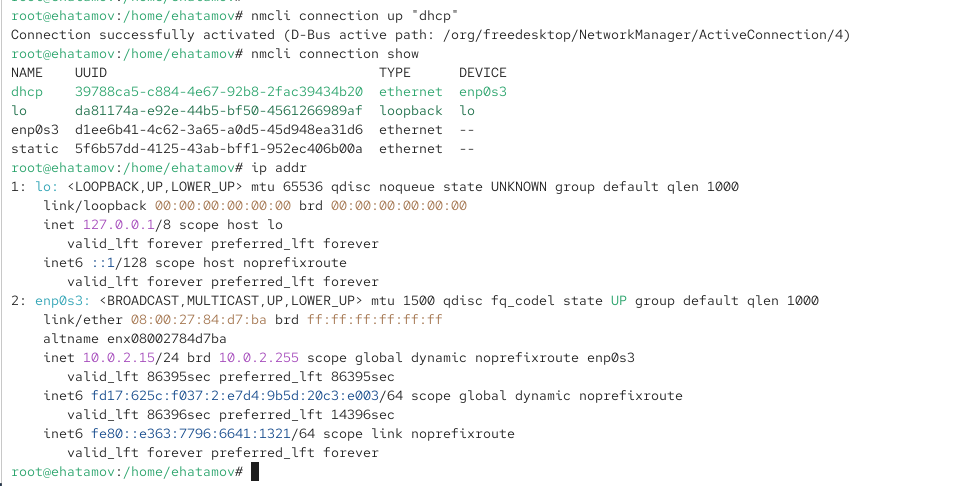 root@ehatamov:/home/ehatamov# nmcli connection up "dhcp"
Connection successfully activated (D-Bus active path: /org/freedesktop/NetworkManager/ActiveConnection/4)
root@ehatamov:/home/ehatamov# nmcli connection show
NAME    UUID                                  TYPE      DEVICE
dhcp    39788ca5-c884-4e67-92b8-2fac39434b20  ethernet  enp0s3
lo      da81174a-e92e-44b5-bf50-4561266989af  loopback  lo
enp0s3  d1ee6b41-4c62-3a65-a0d5-45d948ea31d6  ethernet  --
static  5f6b57dd-4125-43ab-bff1-952ec406b00a  ethernet  --
root@ehatamov:/home/ehatamov# ip addr
1: lo: <LOOPBACK,UP,LOWER_UP> mtu 65536 qdisc noqueue state UNKNOWN group default qlen 1000
    link/loopback 00:00:00:00:00:00 brd 00:00:00:00:00:00
    inet 127.0.0.1/8 scope host lo
       valid_lft forever preferred_lft forever
    inet6 ::1/128 scope host noprefixroute
       valid_lft forever preferred_lft forever
2: enp0s3: <BROADCAST,MULTICAST,UP,LOWER_UP> mtu 1500 qdisc fq_codel state UP group default qlen 1000
    link/ether 08:00:27:84:d7:ba brd ff:ff:ff:ff:ff:ff
    altname enx08002784d7ba
    inet 10.0.2.15/24 brd 10.0.2.255 scope global dynamic noprefixroute enp0s3
       valid_lft 86395sec preferred_lft 86395sec
    inet6 fd17:625c:f037:2:e7d4:9b5d:20c3:e003/64 scope global dynamic noprefixroute
       valid_lft 86396sec preferred_lft 14396sec
    inet6 fe80::e363:7796:6641:1321/64 scope link noprefixroute
       valid_lft forever preferred_lft forever
root@ehatamov:/home/ehatamov#